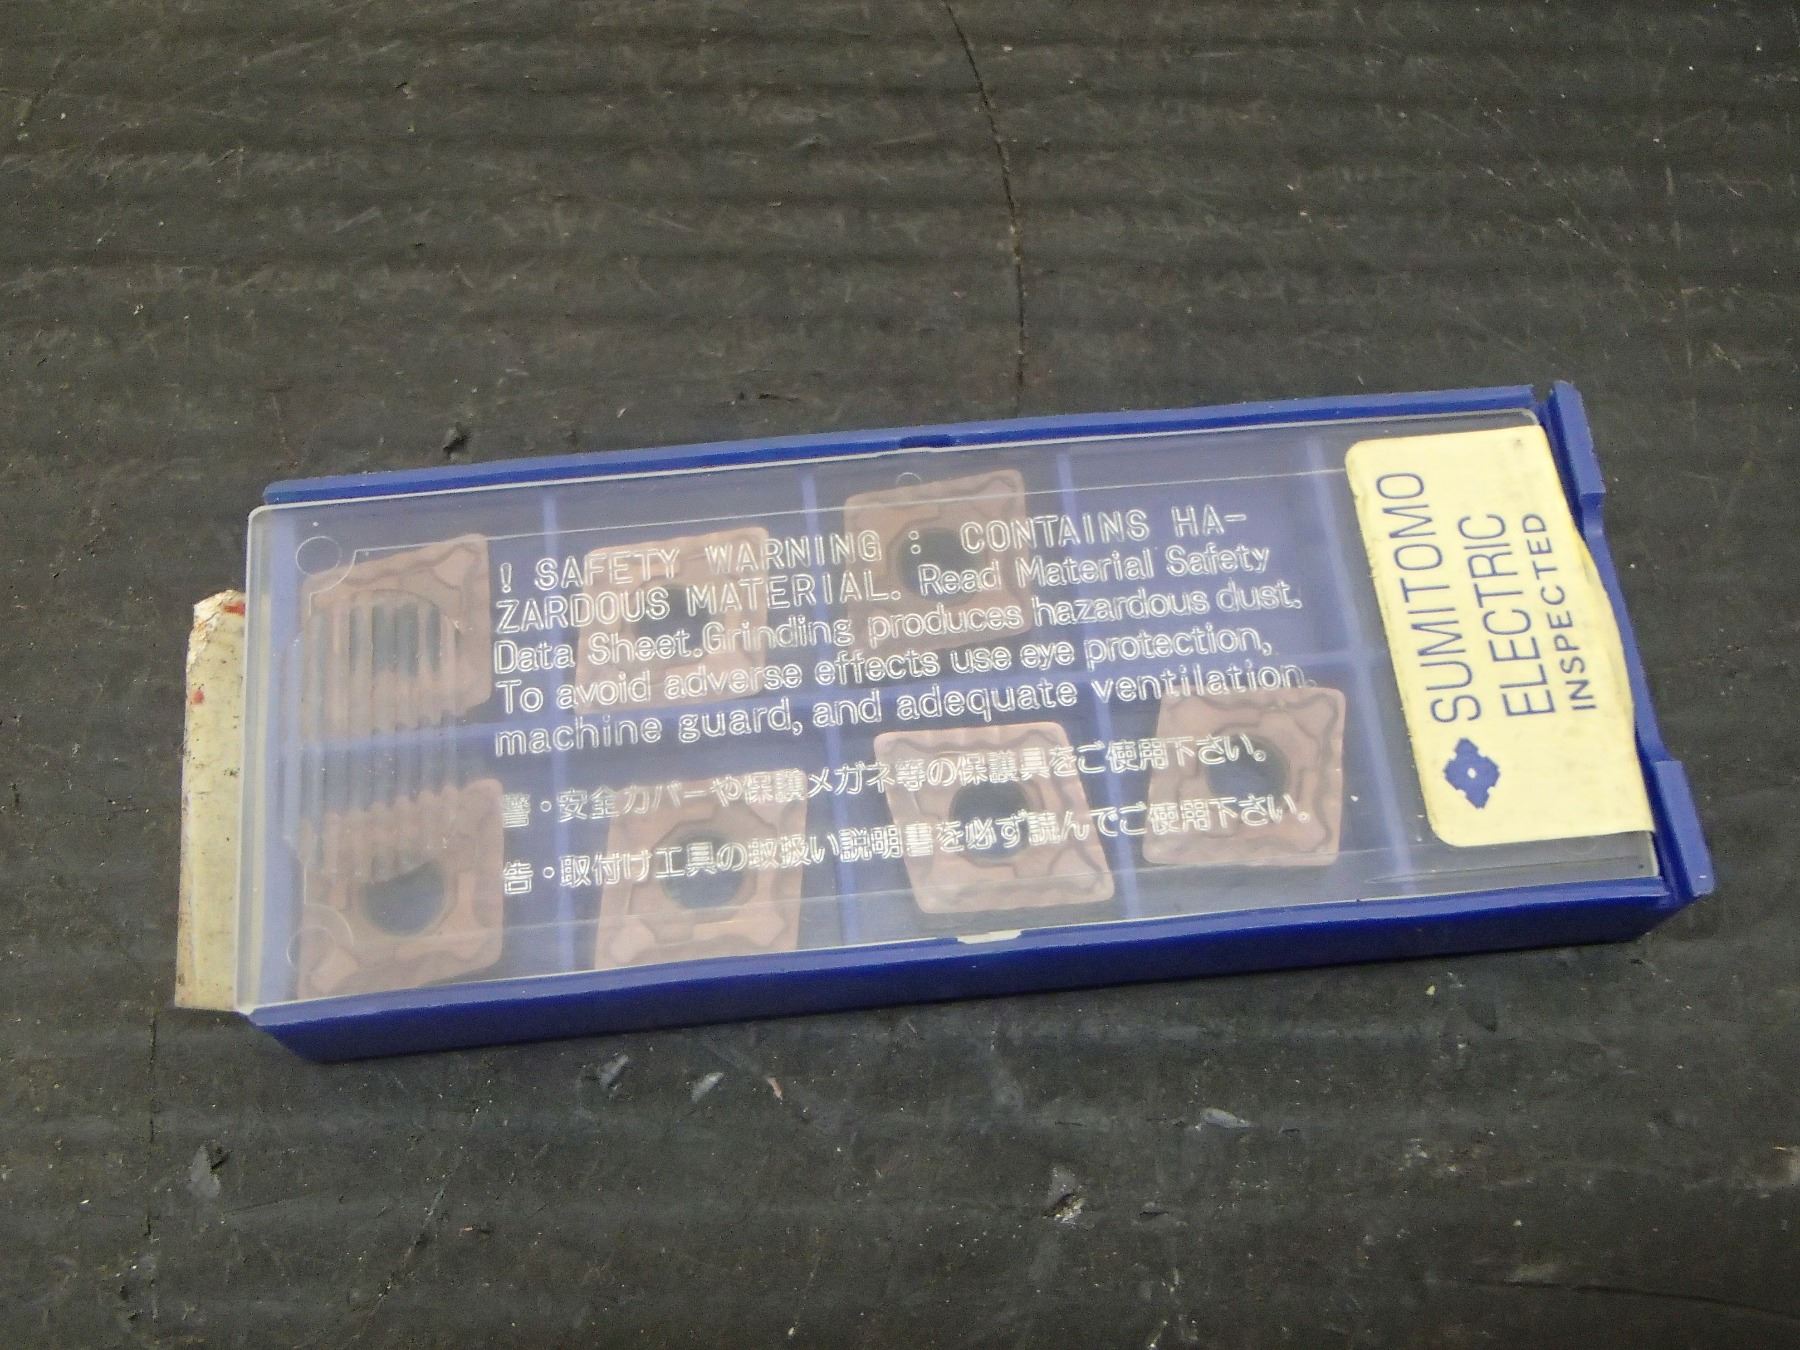 ! SAFETY WARNING : CONTAINS HA-
ZARDOUS MATERIAL. Read Material Safety
Data Sheet. Grinding produces hazardous dust.
To avoid adverse effects use eye protection,
machine guard, and adequate ventilation.
警・安全カバーや保護メガネ等の保護具をご使用下さい。
告・取付け工具の取扱い説明書を必ず読んでご使用下さい。
SUMITOMO
ELECTRIC
INSPECTED